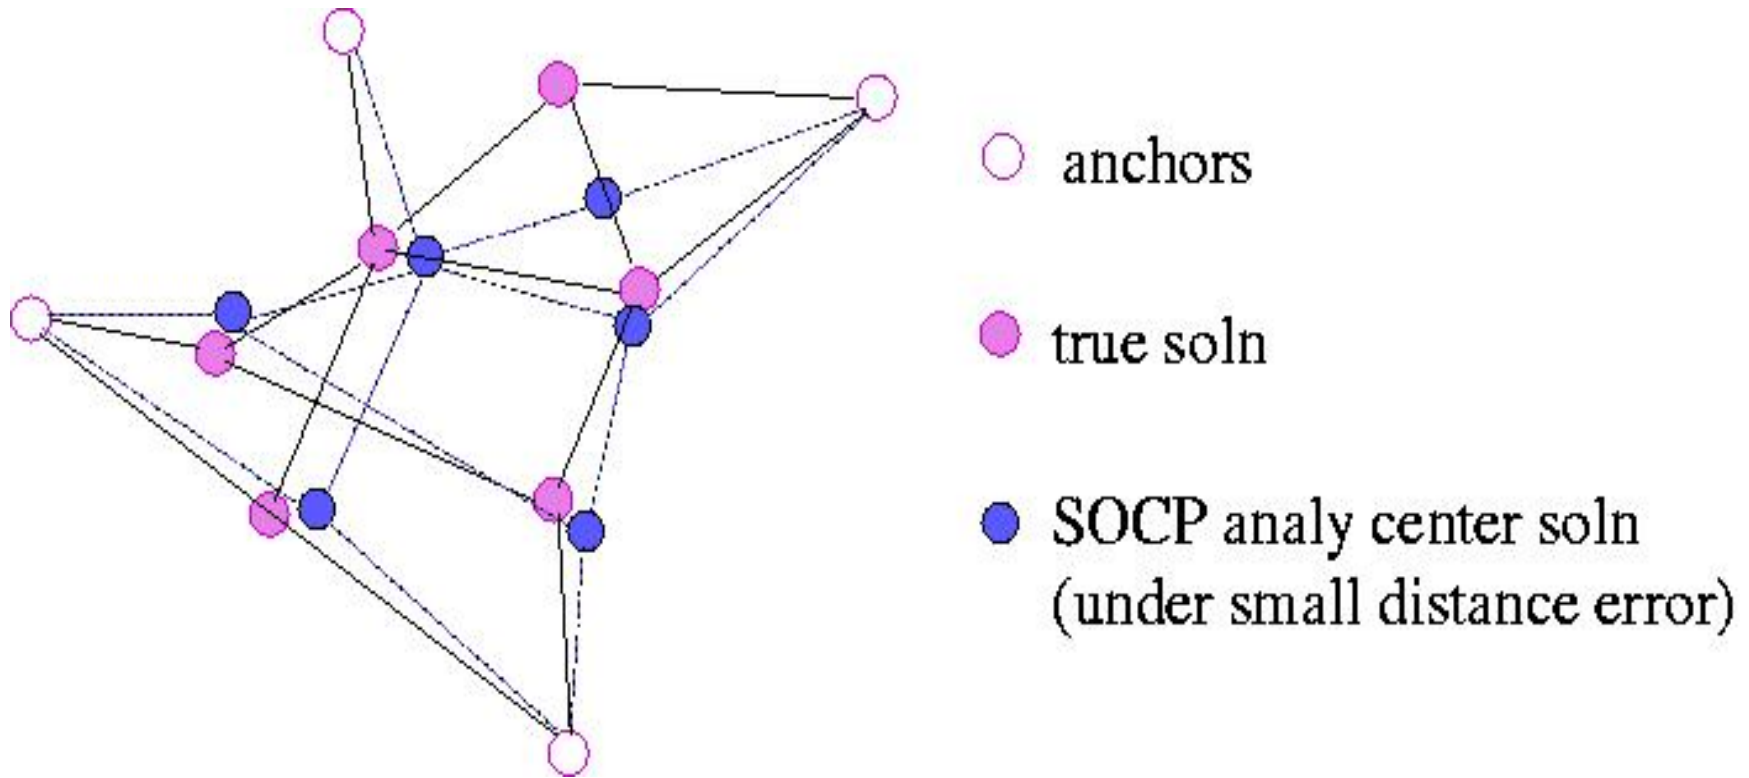 anchors
true soln
SOCP analy center soln
(under small distance error)